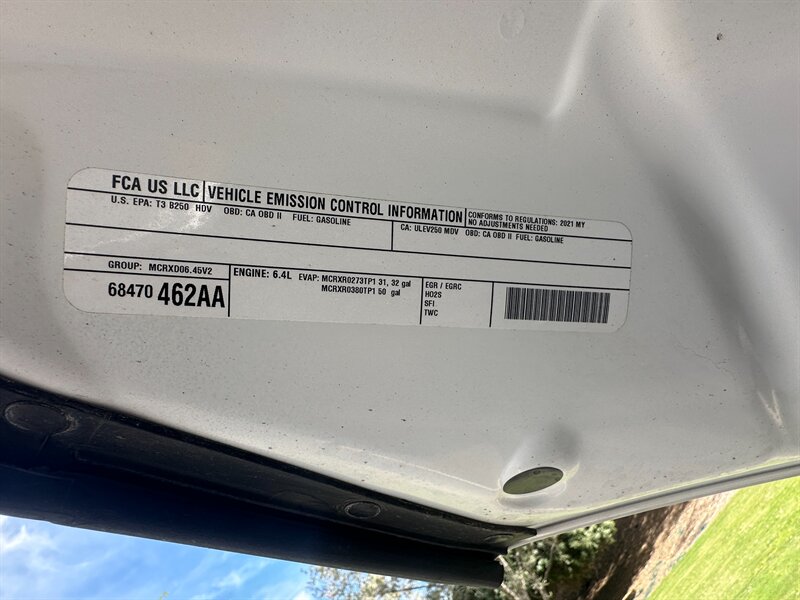 FCA US LLC
VEHICLE EMISSION CONTROL INFORMATION
CONFORMS TO REGULATIONS: 2021 MY
NO ADJUSTMENTS NEEDED
U.S. EPA: T3 B250 HDV OBD: CA OBD II FUEL: GASOLINE
CA: ULEV250 MDV OBD: CA OBD II FUEL: GASOLINE
GROUP: MCRXD06.45V2
68470 462AA
ENGINE: 6.4L EVAP: MCRXR0273TP1 31, 32 gal
MCRXR0380TP1 50 gal
EGR / EGRC
HO2S
SFI
TWC